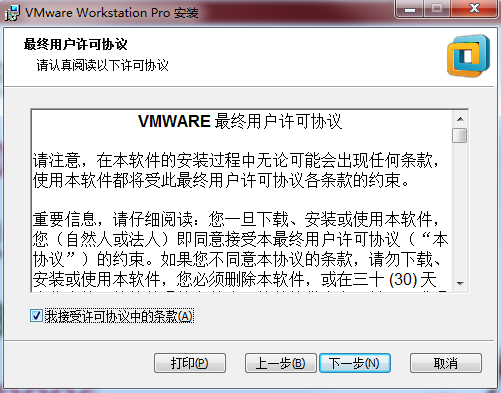 VMware Workstation Pro 安装
最终用户许可协议
请认真阅读以下许可协议
VMWARE 最终用户许可协议
请注意，在本软件的安装过程中无论可能会出现任何条款，
使用本软件都将受此最终用户许可协议各条款的约束。
重要信息，请仔细阅读：您一旦下载、安装或使用本软件，
您（自然人或法人）即同意接受本最终用户许可协议（“本
协议”）的约束。如果您不同意本协议的条款，请勿下载、
安装或使用本软件，您必须删除本软件，或在三十 (30) 天
我接受许可协议中的条款(A)
打印(P)
上一步(B)
下一步(N)
取消